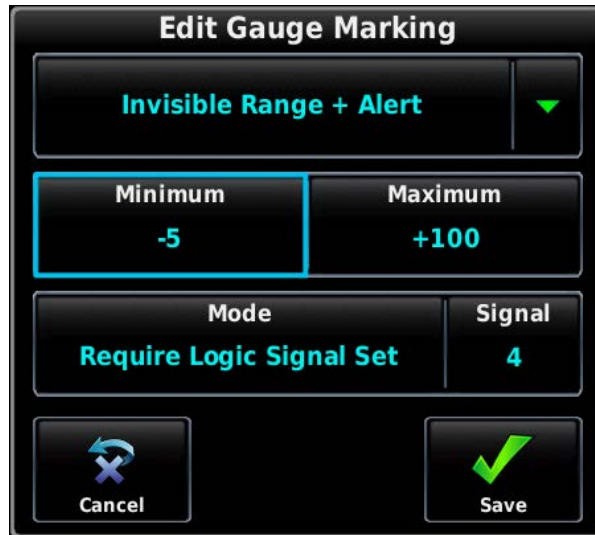 Edit Gauge Marking
Invisible Range + Alert
Minimum Maximum
-5 +100
Mode Signal
Require Logic Signal Set 4
Cancel Save